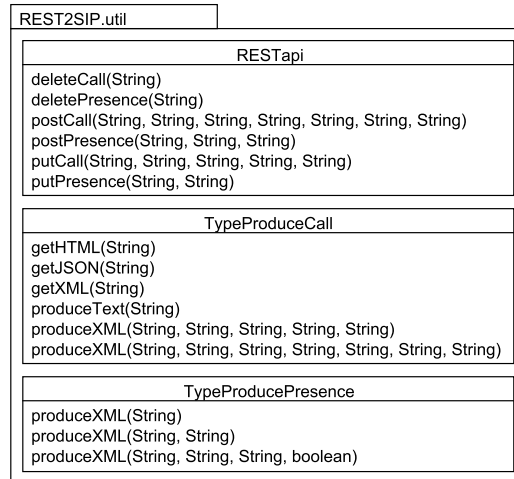 REST2SIP.util
RESTapi
deleteCall(String)
deletePresence(String)
postCall(String, String, String, String, String, String, String)
postPresence(String, String, String)
putCall(String, String, String, String, String)
putPresence(String, String)
TypeProduceCall
getHTML(String)
getJSON(String)
getXML(String)
produceText(String)
produceXML(String, String, String, String, String)
produceXML(String, String, String, String, String, String, String)
TypeProducePresence
produceXML(String)
produceXML(String, String)
produceXML(String, String, String, boolean)